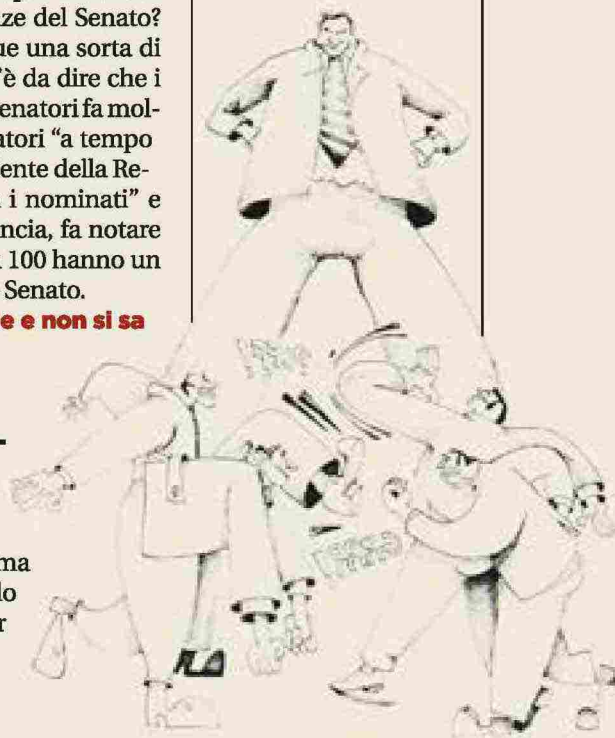 ze del Senato?
ue una sorta di
'è da dire che i
enatori fa mol-
atori “a tempo
ente della Re-
i nominati” e
ncia, fa notare
100 hanno un
Senato.
e e non si sa
ma
lo
r